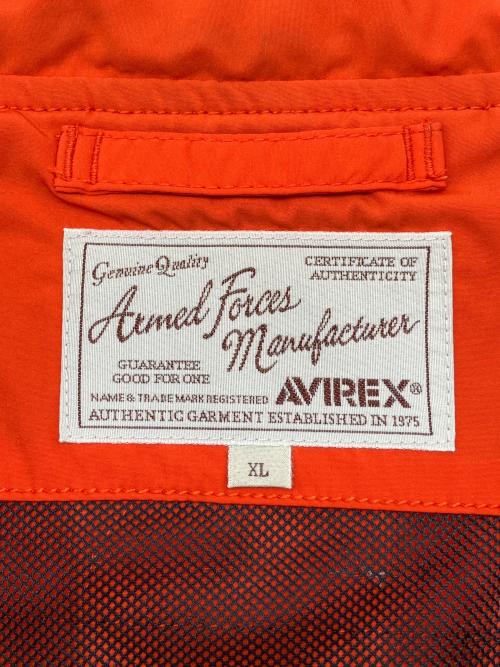 Genuine Quality
CERTIFICATE OF
AUTHENTICITY
Armed Forces
Manufacturer
GUARANTEE
GOOD FOR ONE
NAME & TRADE MARK REGISTERED AVIREX®
AUTHENTIC GARMENT ESTABLISHED IN 1975
XL